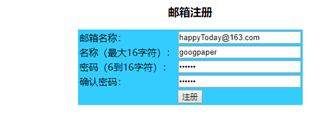 邮箱注册
邮箱名称： happyToday@163.com
名称（最大16字符）： googpaper
密码（6到16字符）： ••••••
确认密码： ••••••
注册